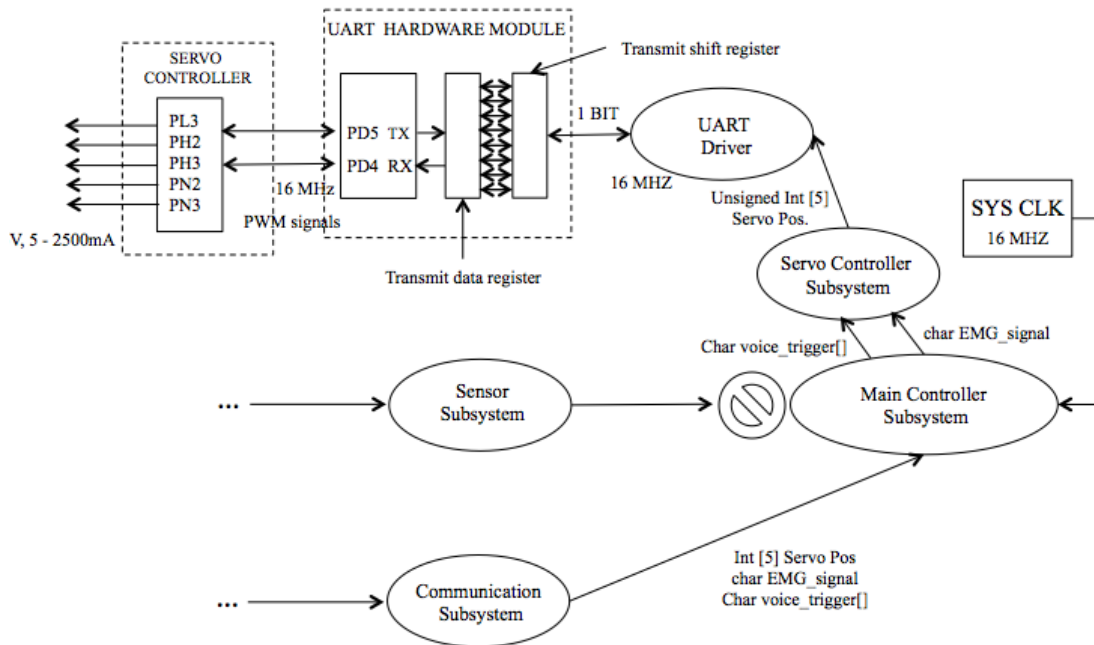 UART HARDWARE MODULE
Transmit shift register
SERVO
CONTROLLER
PL3
PH2
PH3
PN2
PN3
PD5 TX
PD4 RX
16 MHz
PWM signals
V, 5 - 2500mA
Transmit data register
1 BIT
UART
Driver
16 MHZ
Unsigned Int [5]
Servo Pos.
SYS CLK
16 MHZ
Servo Controller
Subsystem
Char voice_trigger[]
char EMG_signal
...
Sensor
Subsystem
Main Controller
Subsystem
...
Communication
Subsystem
Int [5] Servo Pos
char EMG_signal
Char voice_trigger[]